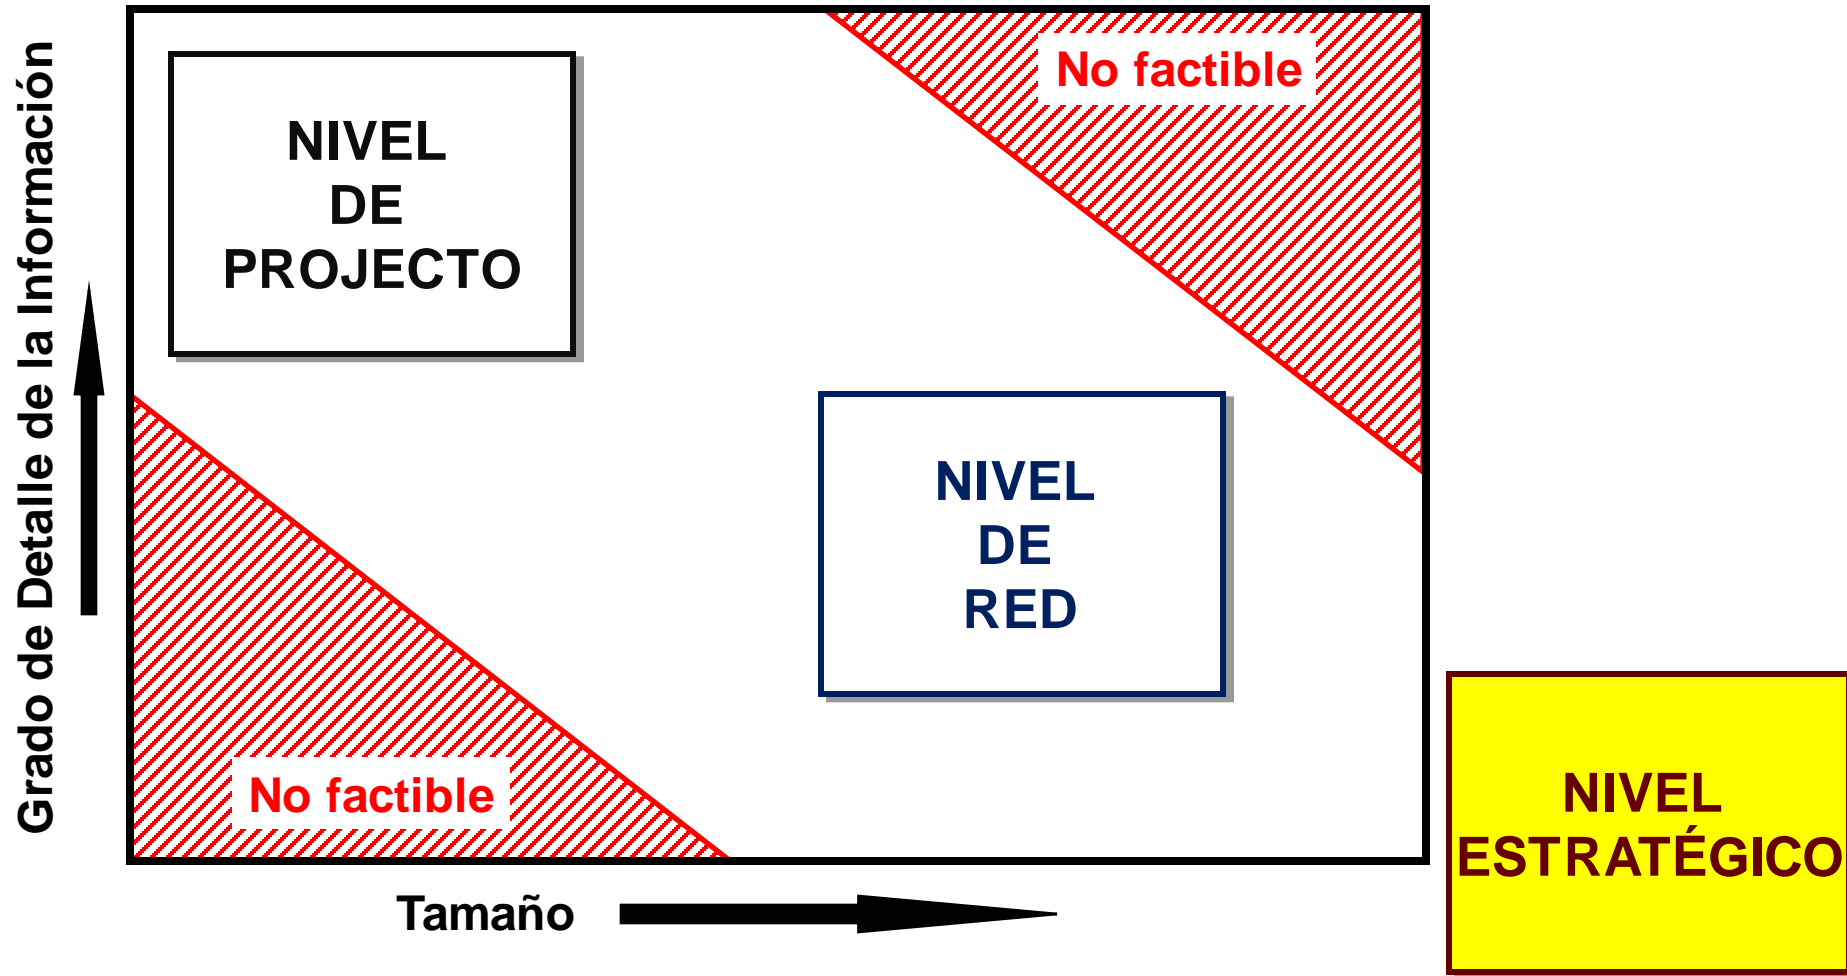 Grado de Detalle de la Información
No factible
NIVEL
DE
PROJECTO
NIVEL
DE
RED
No factible
NIVEL
ESTRATÉGICO
Tamaño